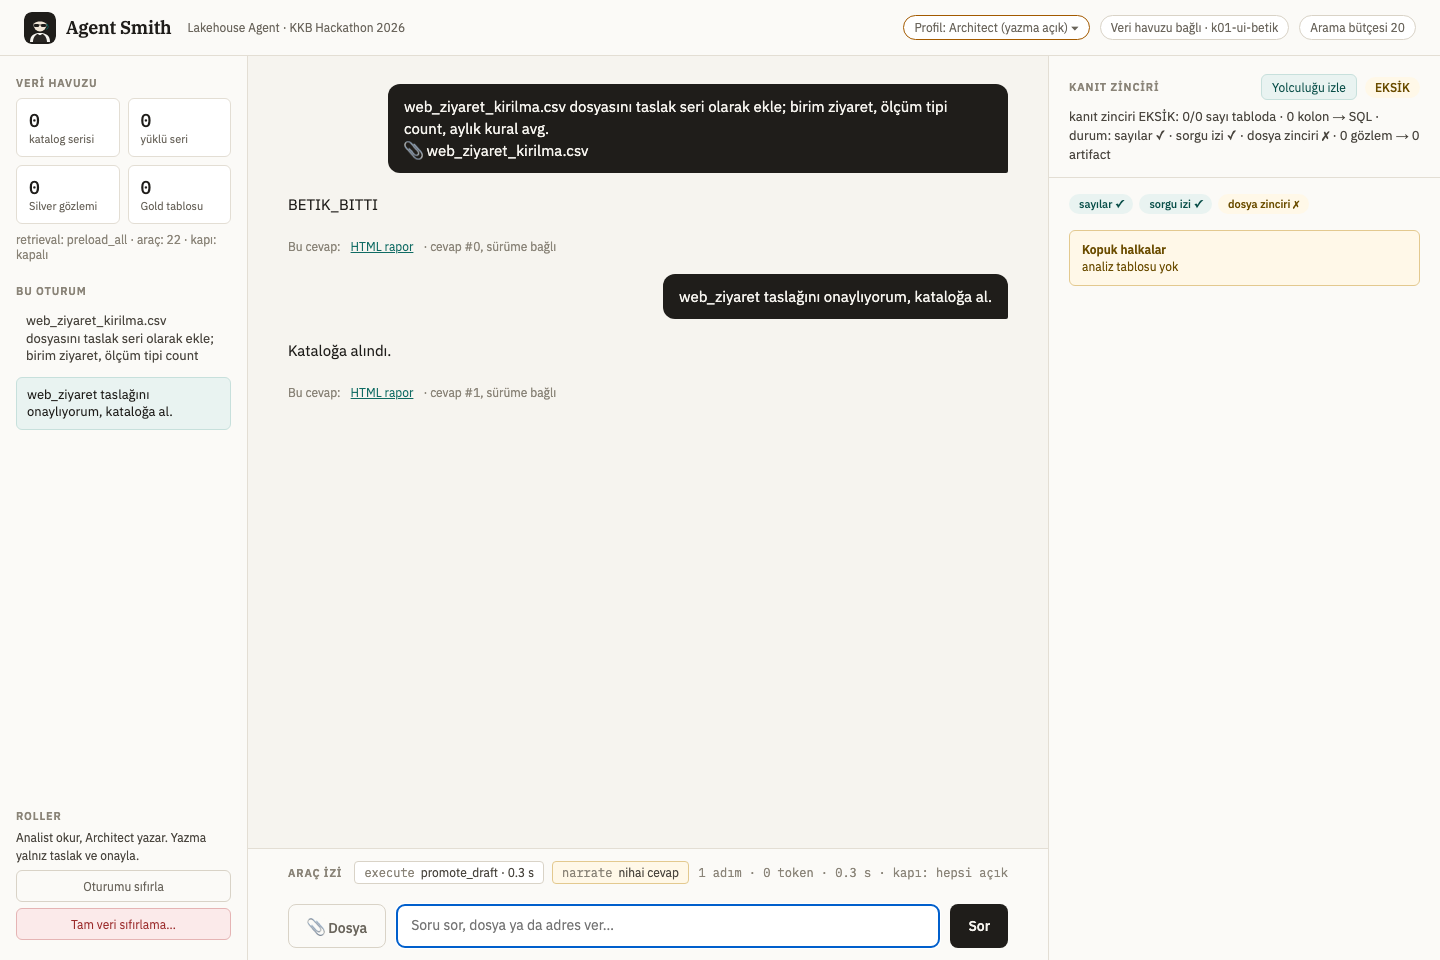 Agent Smith
Lakehouse Agent · KKB Hackathon 2026
Profil: Architect (yazma açık)
Veri havuzu bağlı · k01-ui-betik
Arama bütçesi 20
VERİ HAVUZU
0
katalog serisi
0
yüklü seri
0
Silver gözlemi
0
Gold tablosu
retrieval: preload_all · araç: 22 · kapı:
kapalı
BU OTURUM
web_ziyaret_kirilma.csv
dosyasını taslak seri olarak ekle;
birim ziyaret, ölçüm tipi count
web_ziyaret taslağını
onaylıyorum, kataloğa al.
ROLLER
Analist okur, Architect yazar. Yazma
yalnız taslak ve onayla.
Oturumu sıfırla
Tam veri sıfırlama...
web_ziyaret_kirilma.csv dosyasını taslak seri olarak ekle; birim ziyaret, ölçüm tipi
count, aylık kural avg.
📎 web_ziyaret_kirilma.csv
BETIK_BITTI
Bu cevap: HTML rapor · cevap #0, sürüme bağlı
web_ziyaret taslağını onaylıyorum, kataloğa al.
Kataloğa alındı.
Bu cevap: HTML rapor · cevap #1, sürüme bağlı
ARAÇ İZİ
execute promote_draft · 0.3 s
narrate nihai cevap
1 adım · 0 token · 0.3 s · kapı: hepsi açık
📎 Dosya
Soru sor, dosya ya da adres ver...
Sor
KANIT ZİNCİRİ
Yolculuğu izle
EKSİK
kanıt zinciri EKSİK: 0/0 sayı tabloda · 0 kolon → SQL ·
durum: sayılar ✓ · sorgu izi ✓ · dosya zinciri ✗ · 0 gözlem → 0
artifact
sayılar ✓
sorgu izi ✓
dosya zinciri ✗
Kopuk halkalar
analiz tablosu yok